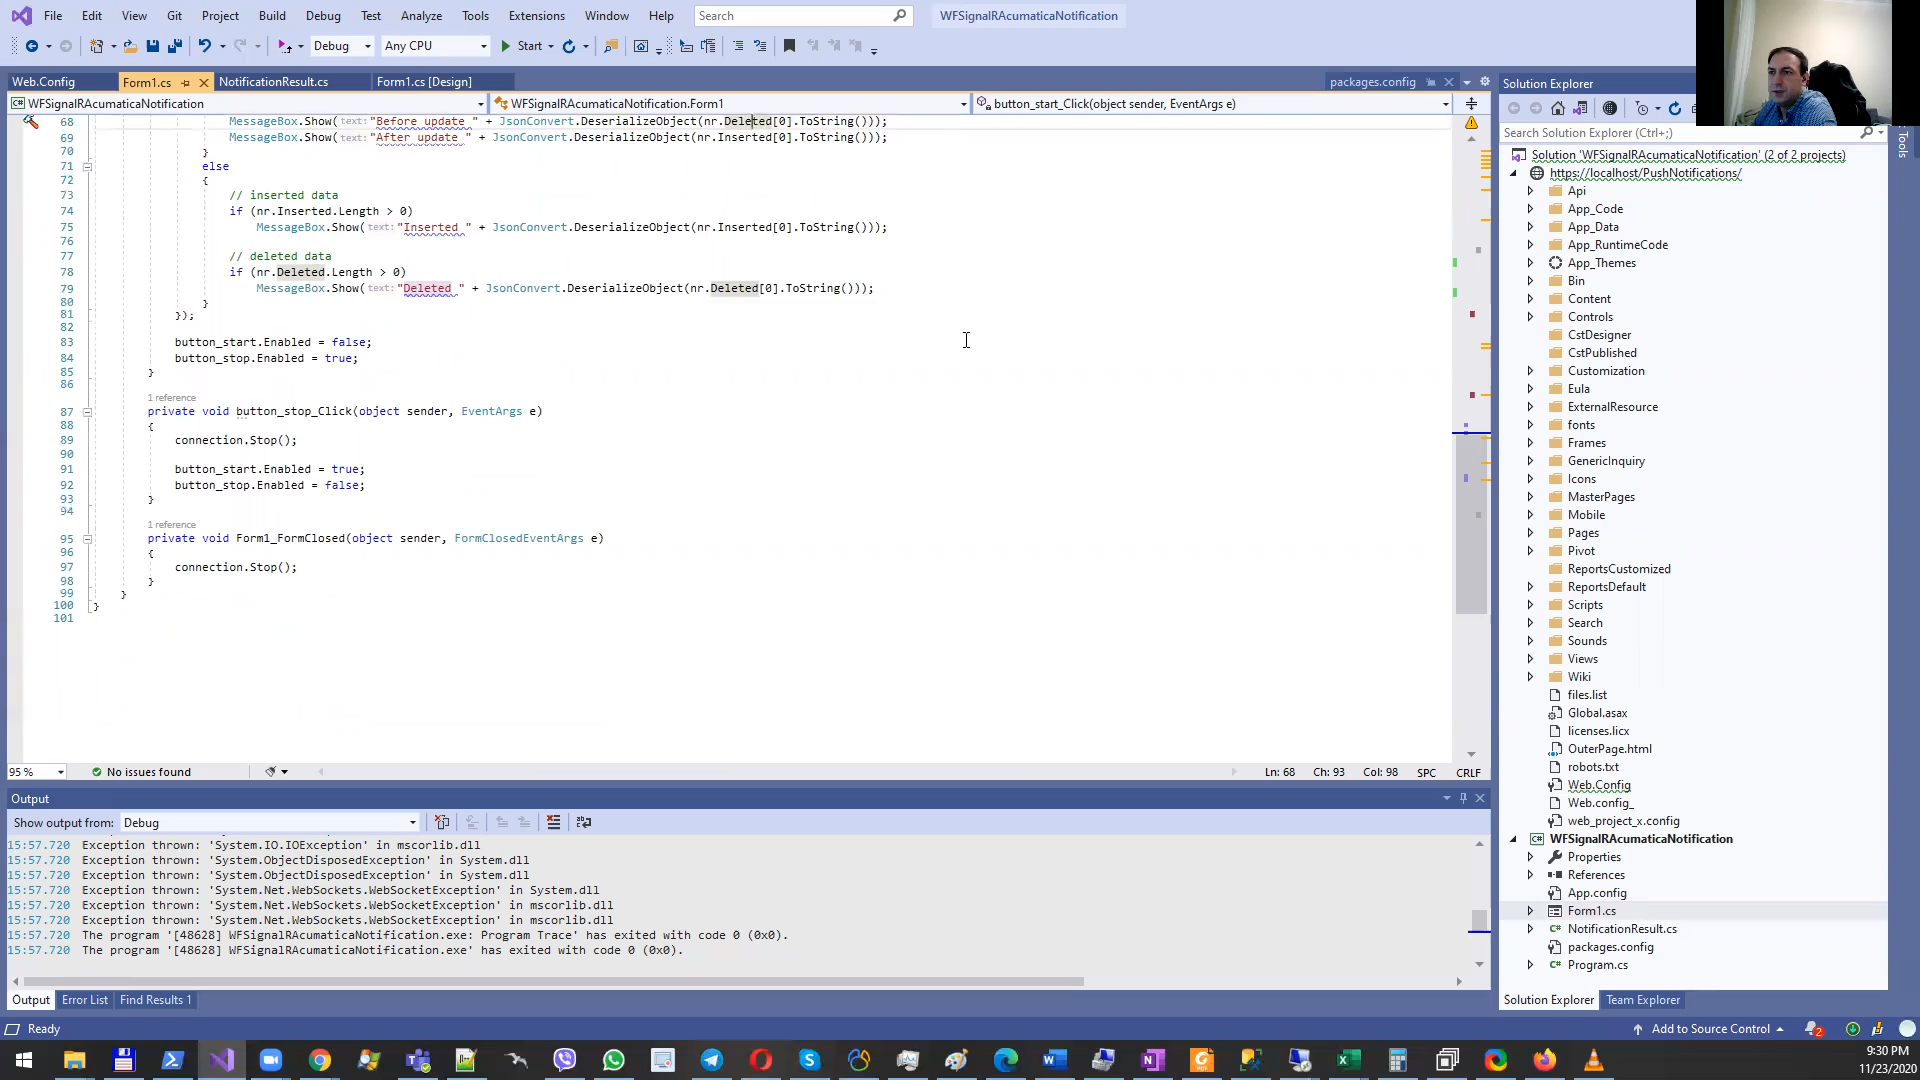 File Edit View Git Project Build Debug Test Analyze Tools Extensions Window Help Search WFSignalRAcumaticaNotification
Debug Any CPU Start
Web.Config Form1.cs NotificationResult.cs Form1.cs [Design] packages.config
WFSignalRAcumaticaNotification WFSignalRAcumaticaNotification.Form1 button_start_Click(object sender, EventArgs e)
68 MessageBox.Show(text:"Before update " + JsonConvert.DeserializeObject(nr.Deleted[0].ToString()));
69 MessageBox.Show(text:"After update " + JsonConvert.DeserializeObject(nr.Inserted[0].ToString()));
70 }
71 else
72 {
73 // inserted data
74 if (nr.Inserted.Length > 0)
75 MessageBox.Show(text:"Inserted " + JsonConvert.DeserializeObject(nr.Inserted[0].ToString()));
76
77 // deleted data
78 if (nr.Deleted.Length > 0)
79 MessageBox.Show(text:"Deleted " + JsonConvert.DeserializeObject(nr.Deleted[0].ToString()));
80 }
81 });
82
83 button_start.Enabled = false;
84 button_stop.Enabled = true;
85 }
86
1 reference
87 private void button_stop_Click(object sender, EventArgs e)
88 {
89 connection.Stop();
90
91 button_start.Enabled = true;
92 button_stop.Enabled = false;
93 }
94
1 reference
95 private void Form1_FormClosed(object sender, FormClosedEventArgs e)
96 {
97 connection.Stop();
98 }
99 }
100 }
101
95 % No issues found Ln: 68 Ch: 93 Col: 98 SPC CRLF
Output
Show output from: Debug
15:57.720 Exception thrown: 'System.IO.IOException' in mscorlib.dll
15:57.720 Exception thrown: 'System.ObjectDisposedException' in System.dll
15:57.720 Exception thrown: 'System.ObjectDisposedException' in System.dll
15:57.720 Exception thrown: 'System.Net.WebSockets.WebSocketException' in System.dll
15:57.720 Exception thrown: 'System.Net.WebSockets.WebSocketException' in mscorlib.dll
15:57.720 Exception thrown: 'System.Net.WebSockets.WebSocketException' in mscorlib.dll
15:57.720 The program '[48628] WFSignalRAcumaticaNotification.exe: Program Trace' has exited with code 0 (0x0).
15:57.720 The program '[48628] WFSignalRAcumaticaNotification.exe' has exited with code 0 (0x0).
Output Error List Find Results 1
Ready
Solution Explorer
Search Solution Explorer (Ctrl+;)
Solution 'WFSignalRAcumaticaNotification' (2 of 2 projects)
https://localhost/PushNotifications/
Api
App_Code
App_Data
App_RuntimeCode
App_Themes
Bin
Content
Controls
CstDesigner
CstPublished
Customization
Eula
ExternalResource
fonts
Frames
GenericInquiry
Icons
MasterPages
Mobile
Pages
Pivot
ReportsCustomized
ReportsDefault
Scripts
Search
Sounds
Views
Wiki
files.list
Global.asax
licenses.licx
OuterPage.html
robots.txt
Web.Config
Web.config_
web_project_x.config
WFSignalRAcumaticaNotification
Properties
References
App.config
Form1.cs
NotificationResult.cs
packages.config
Program.cs
Solution Explorer Team Explorer
Add to Source Control 2
Tools
9:30 PM
11/23/2020